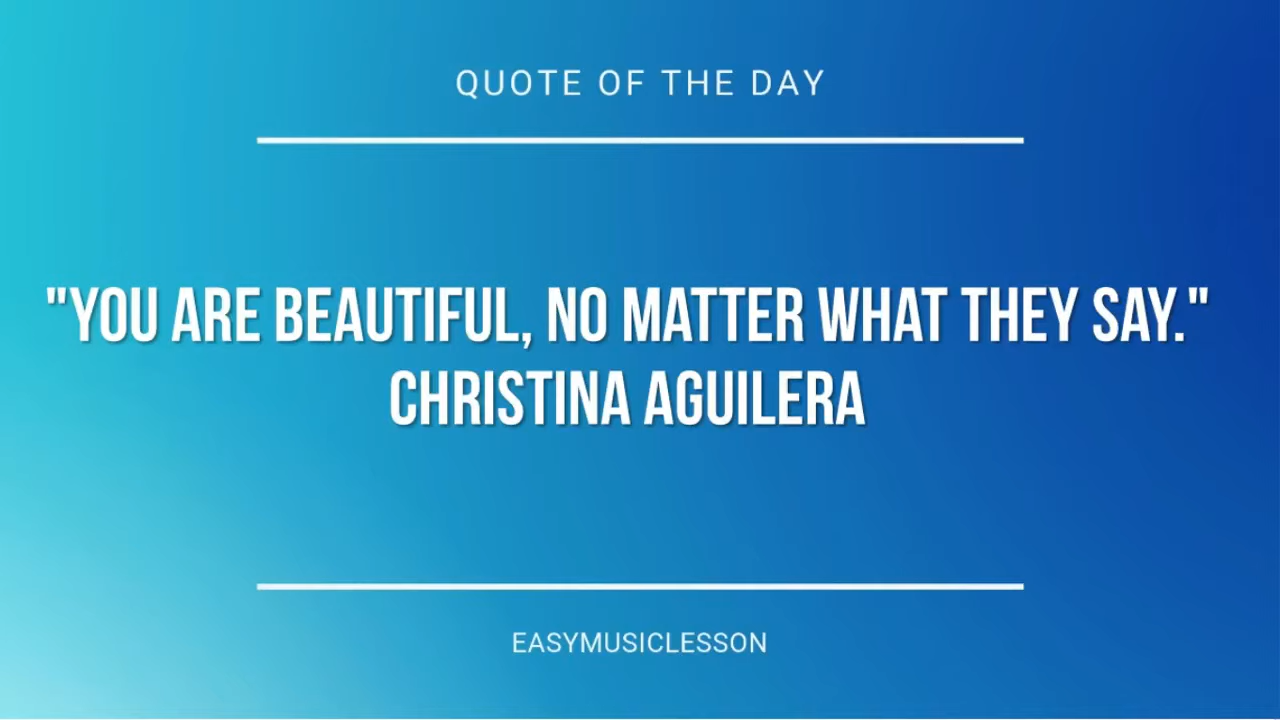 QUOTE OF THE DAY
"YOU ARE BEAUTIFUL, NO MATTER WHAT THEY SAY."
CHRISTINA AGUILERA
EASYMUSICLESSON